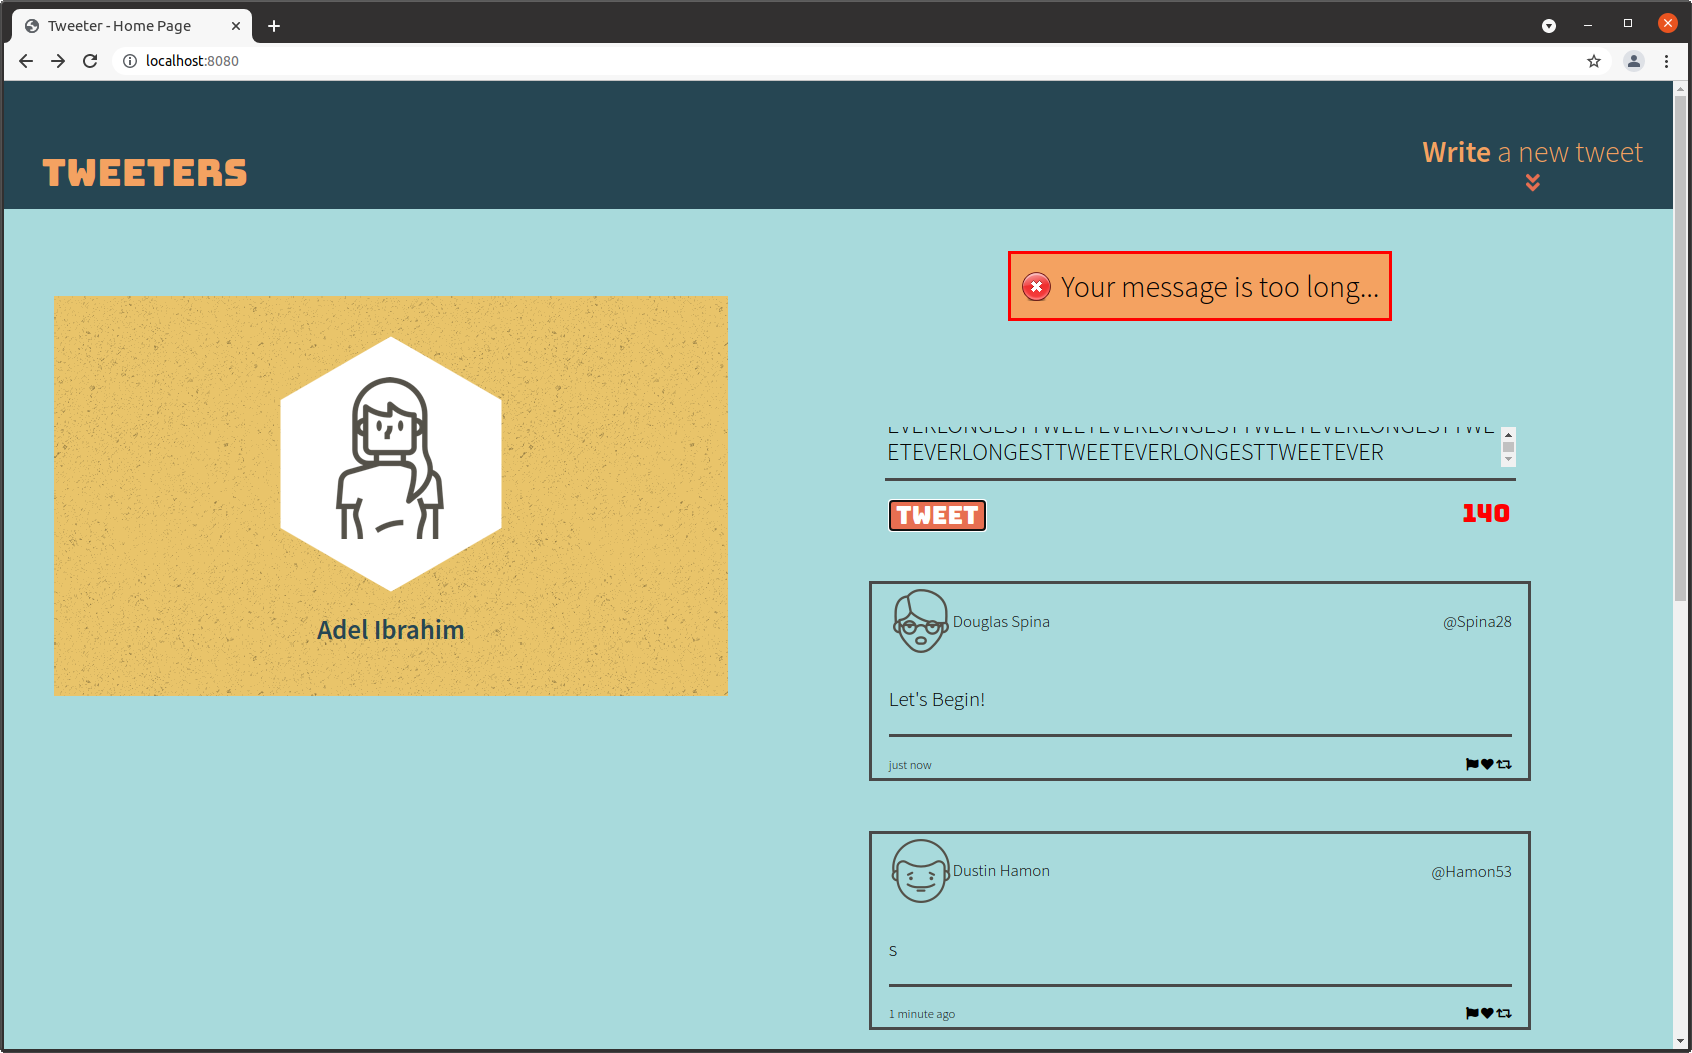 Tweeter - Home Page
localhost:8080
TWEETERS
Write a new tweet
Your message is too long...
Adel Ibrahim
EVERLONGESTTWEETEVERLONGESTTWEETEVERLONGESTTWE
ETEVERLONGESTTWEETEVERLONGESTTWEETEVER
TWEET
140
Douglas Spina
@Spina28
Let's Begin!
just now
Dustin Hamon
@Hamon53
s
1 minute ago